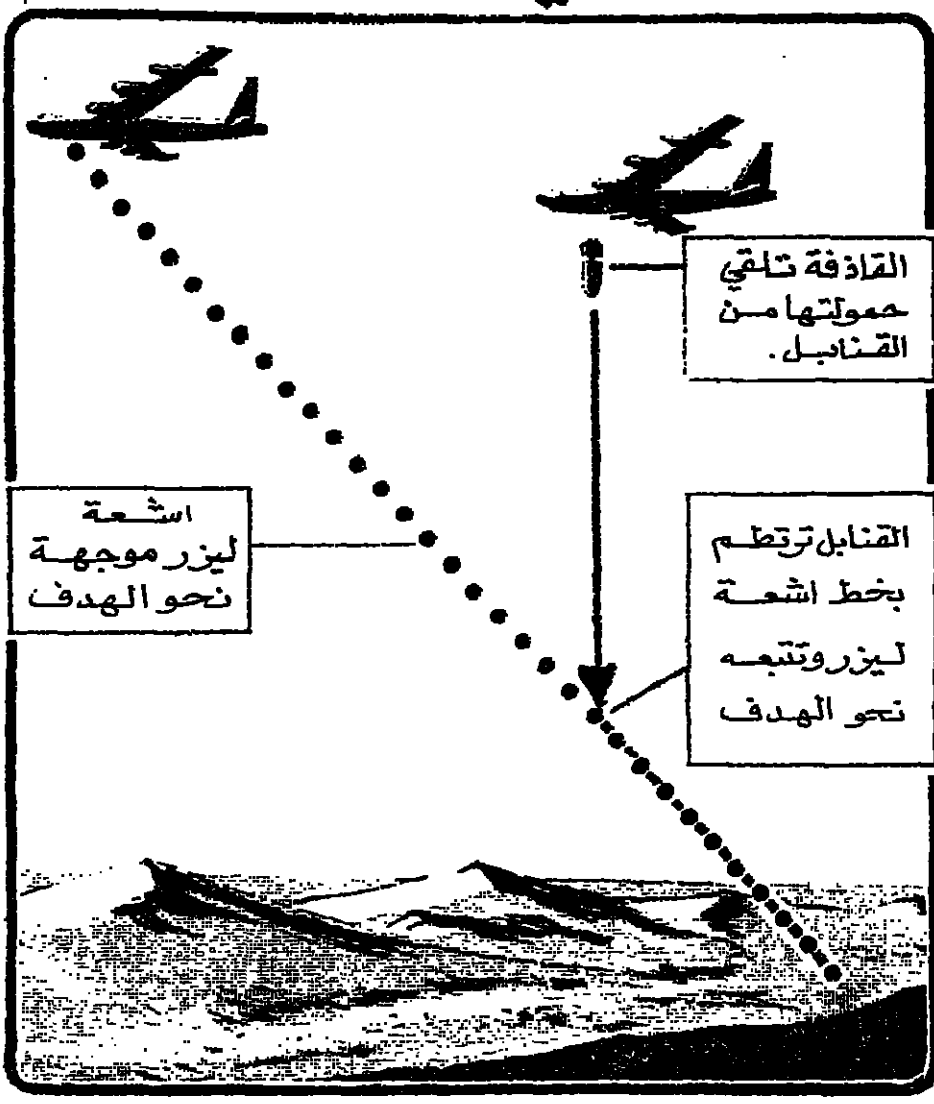 القاذفة تلقي
حمولتها من
القنابل.
اشعة
ليزر موجهة
نحو الهدف
القنابل ترتطم
بخط اشعة
ليزر وتتبعه
نحو الهدف